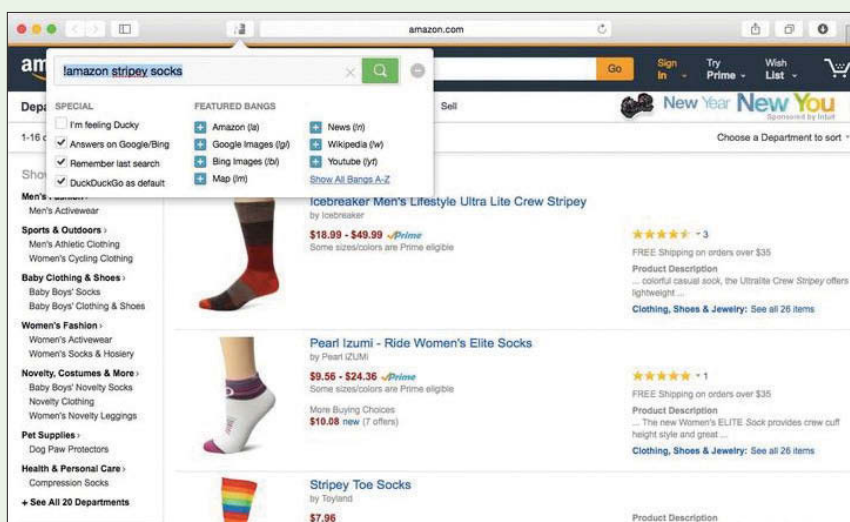 amazon.com
am
!amazon stripey socks
Go
Sign
In
Try
Prime
Wish
List
Depa
SPECIAL
FEATURED BANGS
Sell
New Year New You
Sponsored by Intuit
I'm feeling Ducky
Amazon (!a)
News (!n)
1-16
Choose a Department to sort
Answers on Google/Bing
Google Images (!gi)
Wikipedia (!w)
Remember last search
Bing Images (!bi)
Youtube (!yt)
DuckDuckGo as default
Map (!m)
Show All Bangs A-Z
Men's Fashion ›
Men's Activewear
Sports & Outdoors ›
Men's Athletic Clothing
Women's Cycling Clothing
Baby Clothing & Shoes ›
Baby Boys' Socks
Baby Boys' Clothing & Shoes
Women's Fashion ›
Women's Activewear
Women's Socks & Hosiery
Novelty, Costumes & More ›
Baby Boys' Novelty Socks
Novelty Clothing
Women's Novelty Leggings
Pet Supplies ›
Dog Paw Protectors
Health & Personal Care ›
Compression Socks
+ See All 20 Departments
Icebreaker Men's Lifestyle Ultra Lite Crew Stripey
by Icebreaker
$18.99 - $49.99 Prime
Some sizes/colors are Prime eligible
3
FREE Shipping on orders over $35
Product Description
... colorful casual sock, the Ultralite Crew Stripey offers
lightweight ...
Clothing, Shoes & Jewelry: See all 26 items
Pearl Izumi - Ride Women's Elite Socks
by Pearl iZUMi
$9.56 - $24.36 Prime
Some sizes/colors are Prime eligible
More Buying Choices
$10.08 new (7 offers)
1
FREE Shipping on orders over $35
Product Description
... The new Women's ELITE Sock provides crew cuff
height style and great ...
Clothing, Shoes & Jewelry: See all 26 items
Stripey Toe Socks
by Toyland
$7.96
Product Description